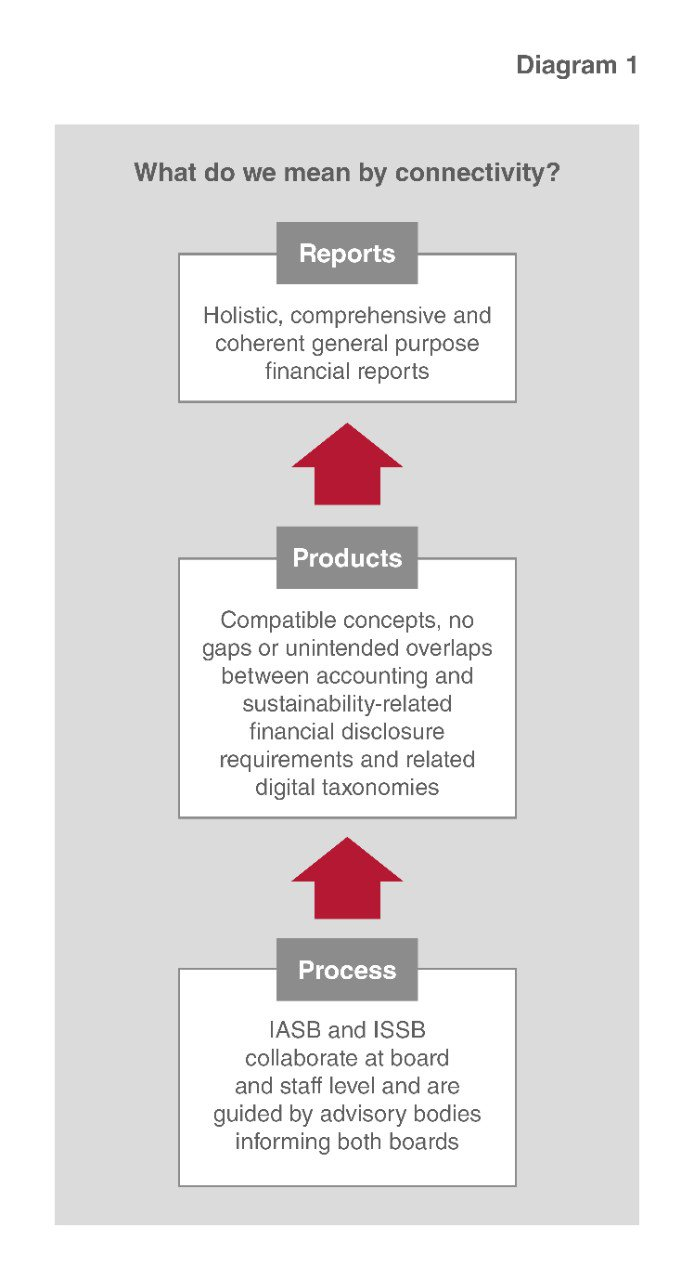 Diagram 1
What do we mean by connectivity?
Reports
Holistic, comprehensive and
coherent general purpose
financial reports
Products
Compatible concepts, no
gaps or unintended overlaps
between accounting and
sustainability-related
financial disclosure
requirements and related
digital taxonomies
Process
IASB and ISSB
collaborate at board
and staff level and are
guided by advisory bodies
informing both boards